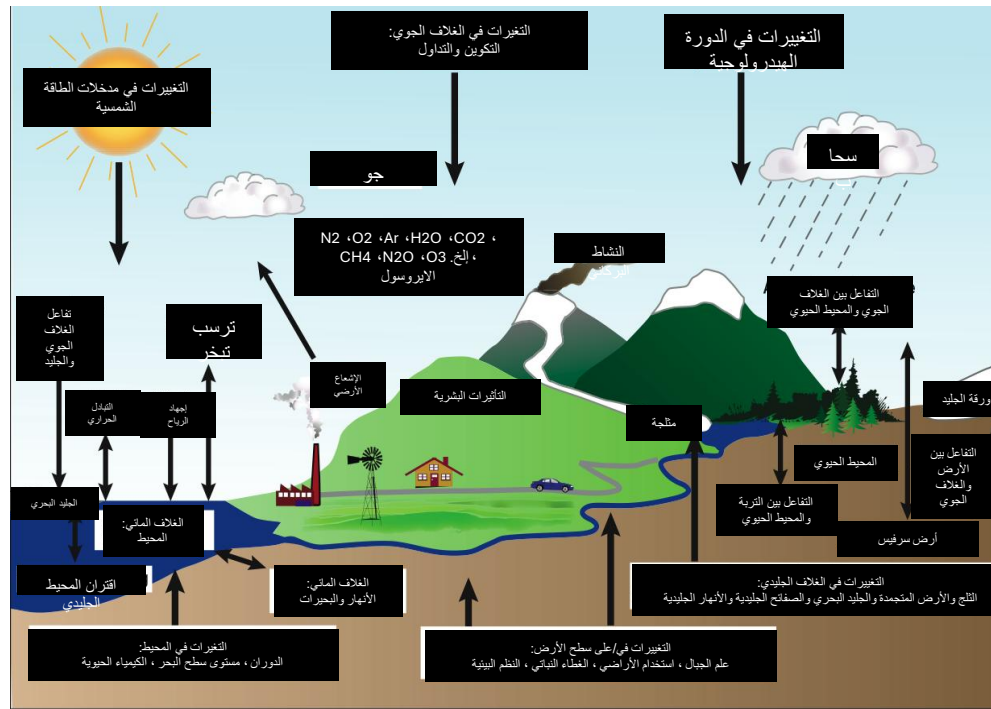 التغيرات في الغلاف الجوي:
التكوين والتداول
التغييرات في الدورة
الهيدرولوجية
التغييرات في مدخلات الطاقة
الشمسية
سحا
جو
N2 ،O2 ،Ar ،H2O ،CO2 ،
CH4 ،N2O ،O3 ،إلخ.
الايروسول
النشاط
البركاني
التفاعل بين الغلاف
الجوي والمحيط الحيوي
تفاعل
الغلاف
الجوي
والجليد
ترسب
تبخر
الإشعاع
الأرضي
التأثيرات البشرية
التبادل
الحراري
إجهاد
الرياح
مثلجة
ورقة الجليد
المحيط الحيوي
التفاعل بين
الأرض
والغلاف
الجوي
الجليد البحري
الغلاف المائي:
المحيط
التفاعل بين التربة
والمحيط الحيوي
أرض سرفيس
اقتران المحيط
الجليدي
الغلاف المائي:
الأنهار والبحيرات
التغييرات في الغلاف الجليدي:
الثلج والأرض المتجمدة والجليد البحري والصفائح الجليدية والأنهار الجليدية
التغيرات في المحيط:
الدوران ، مستوى سطح البحر ، الكيمياء الحيوية
التغييرات في/على سطح الأرض:
علم الجبال ، استخدام الأراضي ، الغطاء النباتي ، النظم البيئية